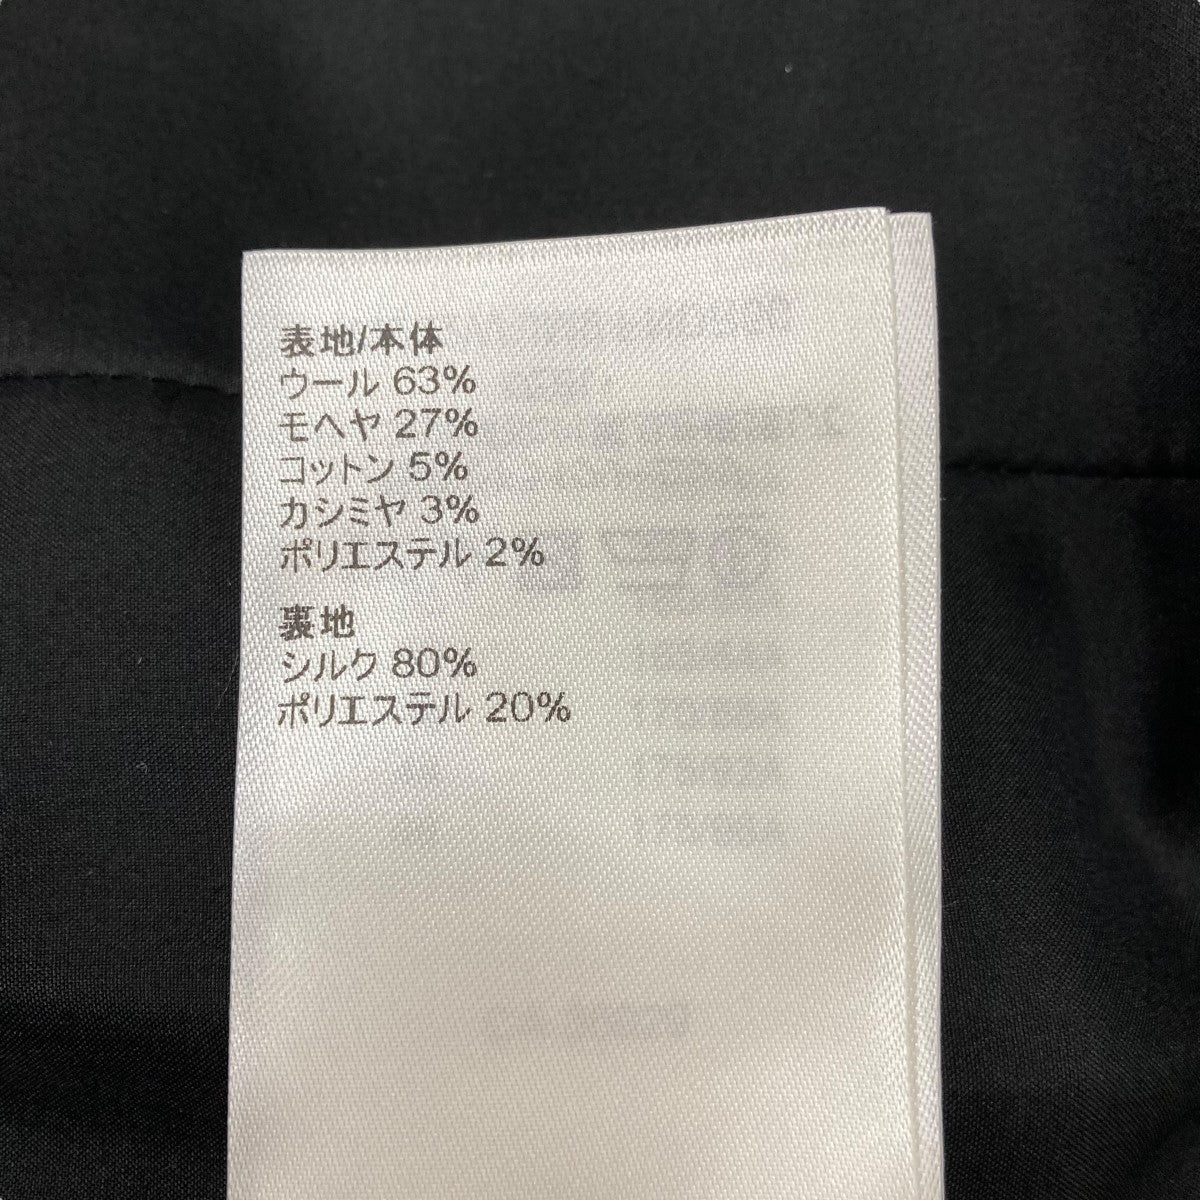 表地/本体
ウール 63%
モヘヤ 27%
コットン 5%
カシミヤ 3%
ポリエステル 2%
裏地
シルク 80%
ポリエステル 20%